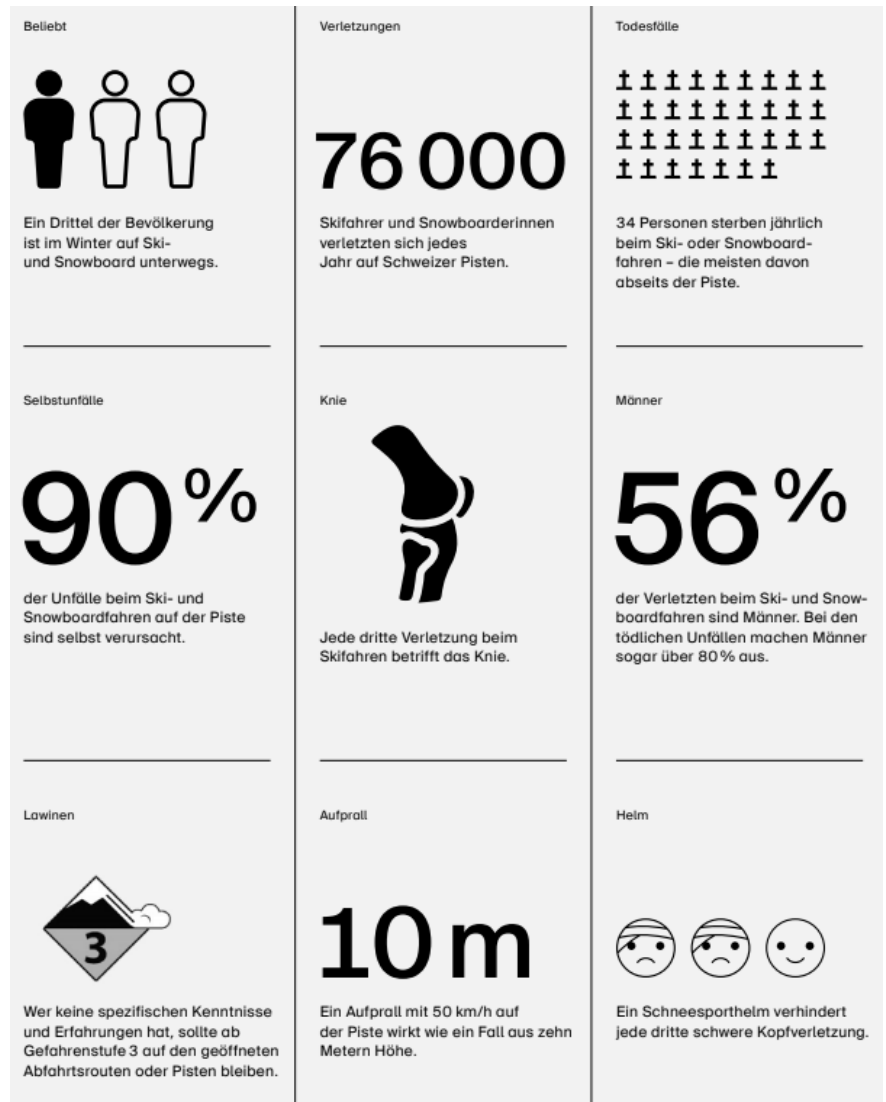 Beliebt
Ein Drittel der Bevölkerung
ist im Winter auf Ski-
und Snowboard unterwegs.
Verletzungen
76 000
Skifahrer und Snowboarderinnen
verletzten sich jedes
Jahr auf Schweizer Pisten.
Todesfälle
34 Personen sterben jährlich
beim Ski- oder Snowboard-
fahren – die meisten davon
abseits der Piste.
Selbstunfälle
90 %
der Unfälle beim Ski- und
Snowboardfahren auf der Piste
sind selbst verursacht.
Knie
Jede dritte Verletzung beim
Skifahren betrifft das Knie.
Männer
56 %
der Verletzten beim Ski- und Snow-
boardfahren sind Männer. Bei den
tödlichen Unfällen machen Männer
sogar über 80 % aus.
Lawinen
3
Wer keine spezifischen Kenntnisse
und Erfahrungen hat, sollte ab
Gefahrenstufe 3 auf den geöffneten
Abfahrtsrouten oder Pisten bleiben.
Aufprall
10 m
Ein Aufprall mit 50 km/h auf
der Piste wirkt wie ein Fall aus zehn
Metern Höhe.
Helm
Ein Schneesporthelm verhindert
jede dritte schwere Kopfverletzung.